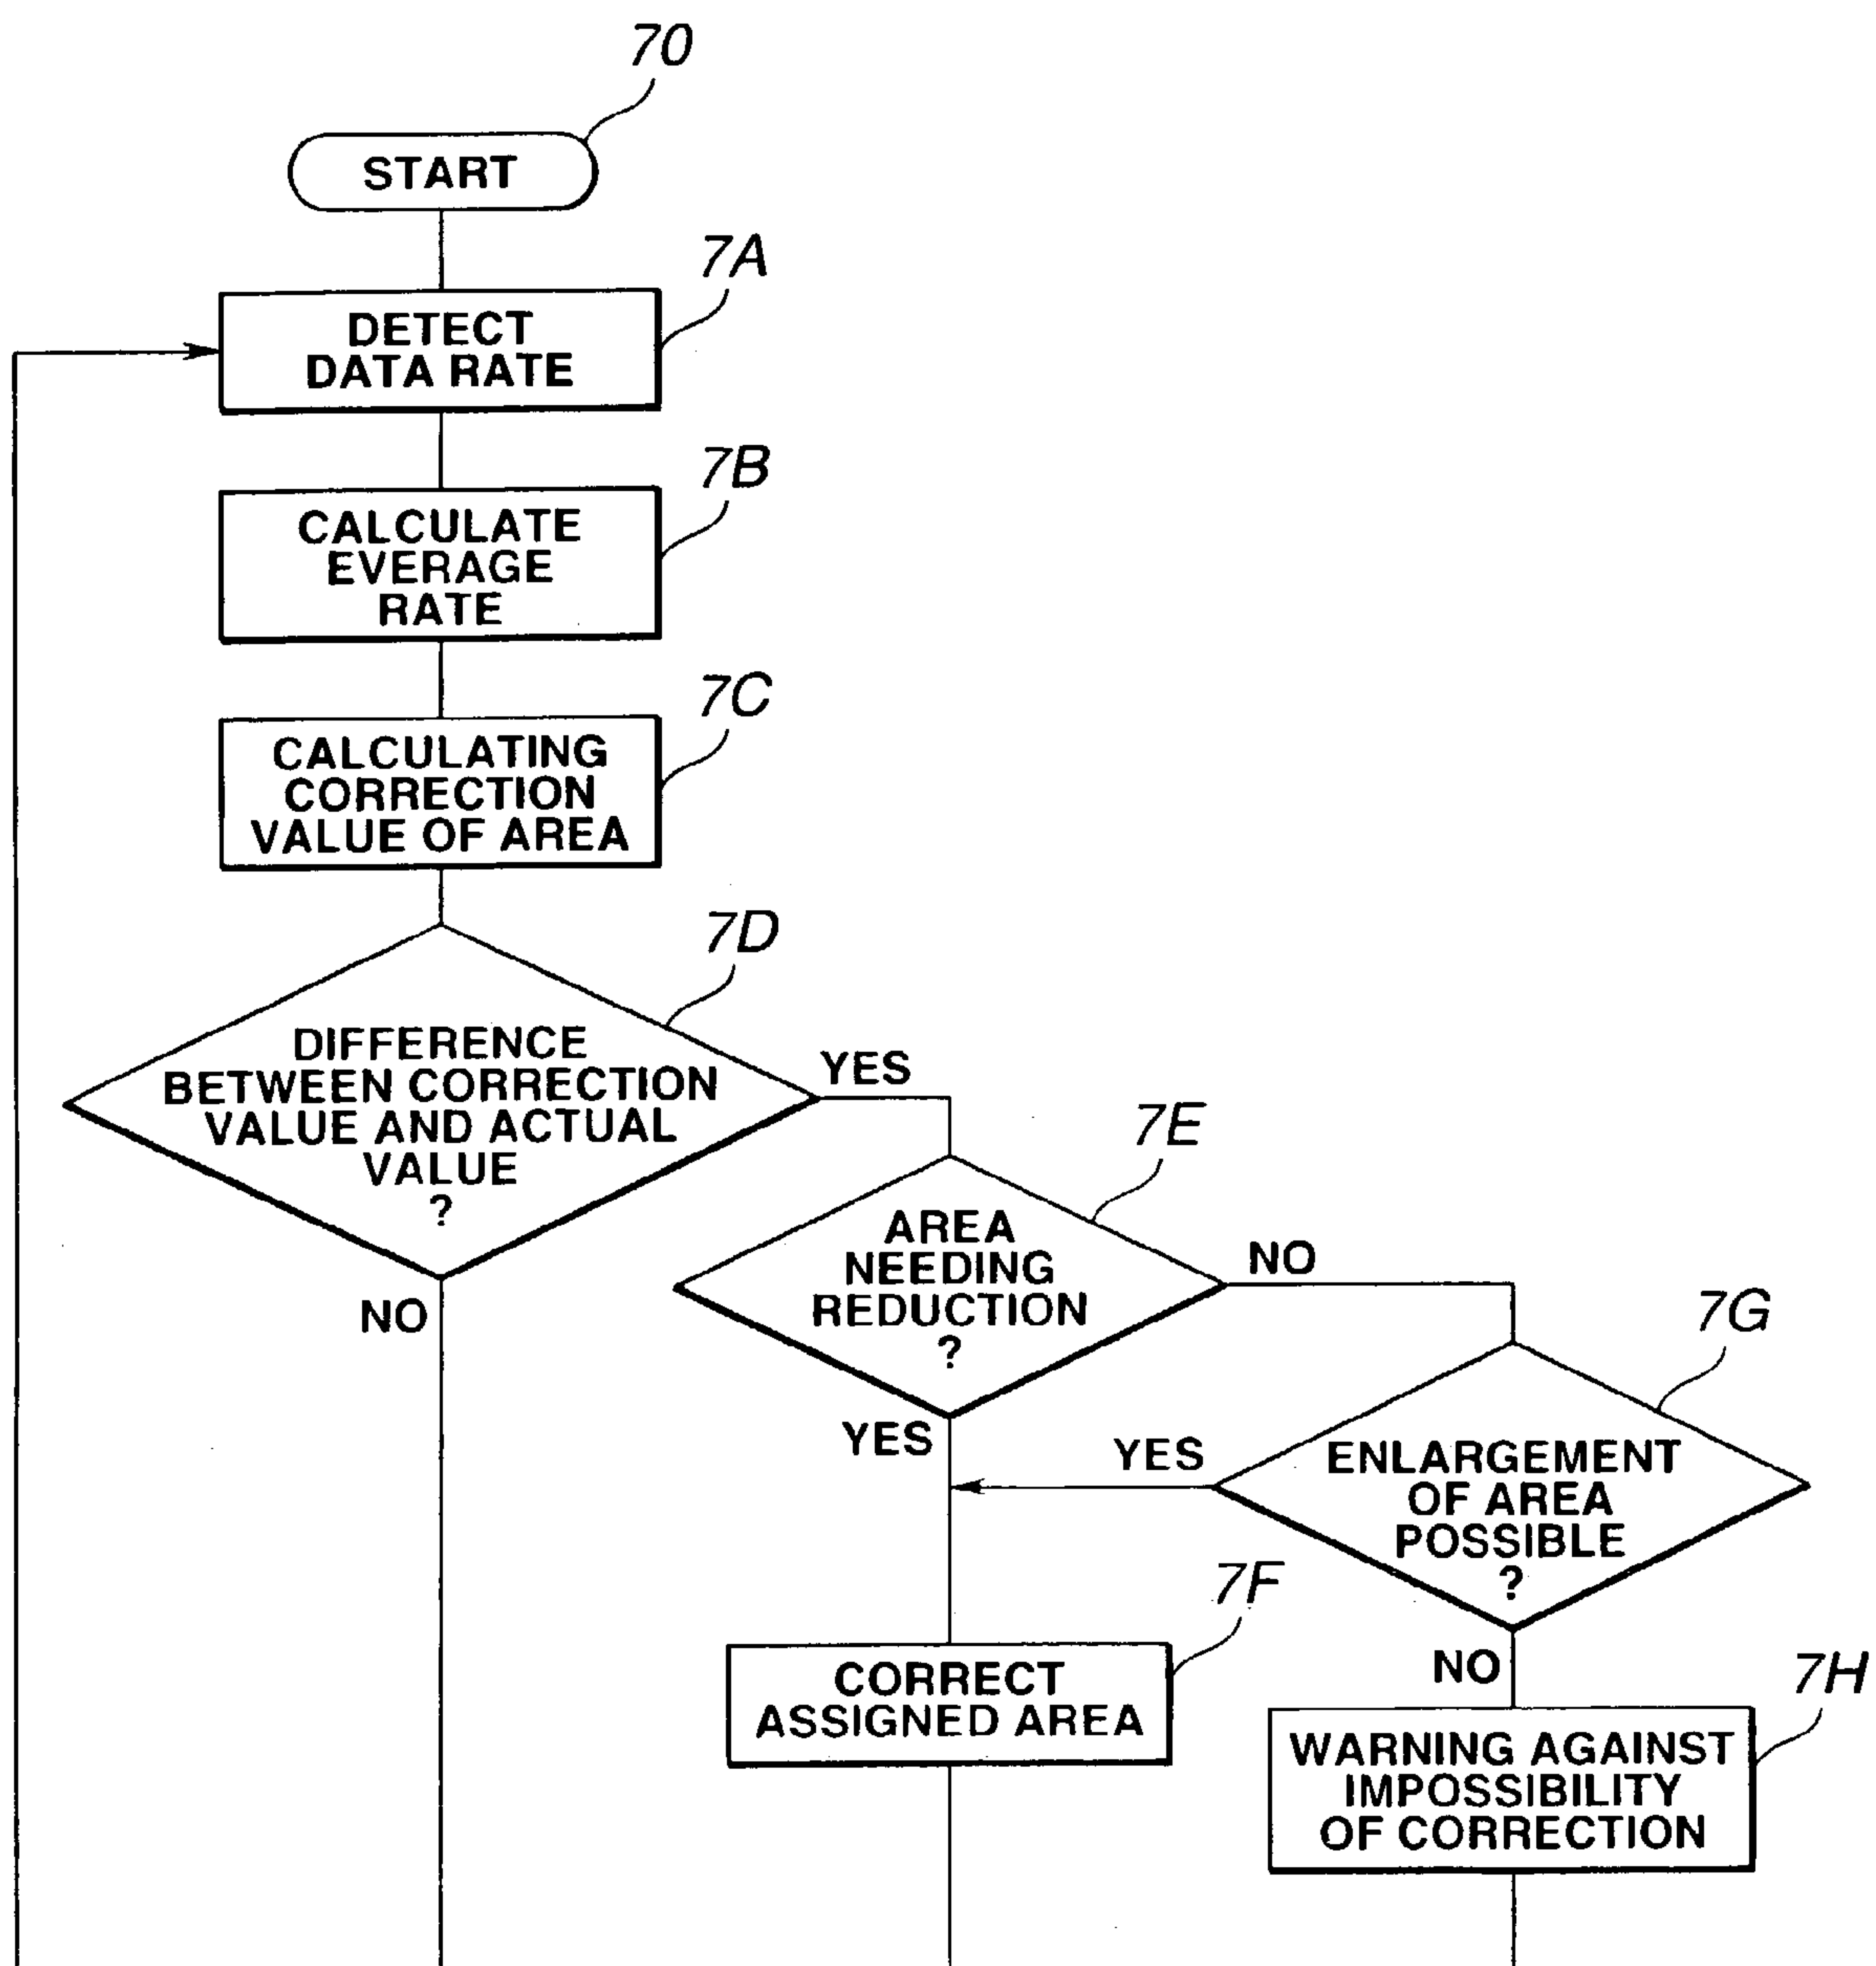 70
START
7A
DETECT
DATA RATE
7B
CALCULATE
EVERAGE
RATE
7C
CALCULATING
CORRECTION
VALUE OF AREA
7D
DIFFERENCE
BETWEEN CORRECTION
VALUE AND ACTUAL
VALUE
?
YES
NO
7E
AREA
NEEDING
REDUCTION
?
NO
YES
7G
ENLARGEMENT
OF AREA
POSSIBLE
?
YES
NO
7F
CORRECT
ASSIGNED AREA
7H
WARNING AGAINST
IMPOSSIBILITY
OF CORRECTION